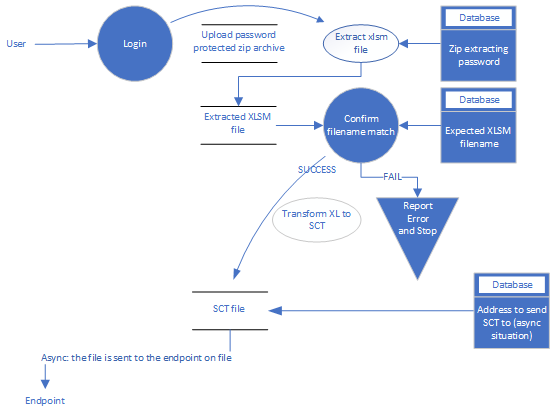 User
Login
Upload password
protected zip archive
Extract xlsm
file
Database
Zip extracting
password
Extracted XLSM
file
Confirm
filename match
Database
Expected XLSM
filename
SUCCESS
FAIL
Transform XL to
SCT
Report
Error
and Stop
SCT file
Database
Address to send
SCT to (async
situation)
Async: the file is sent to the endpoint on file
Endpoint